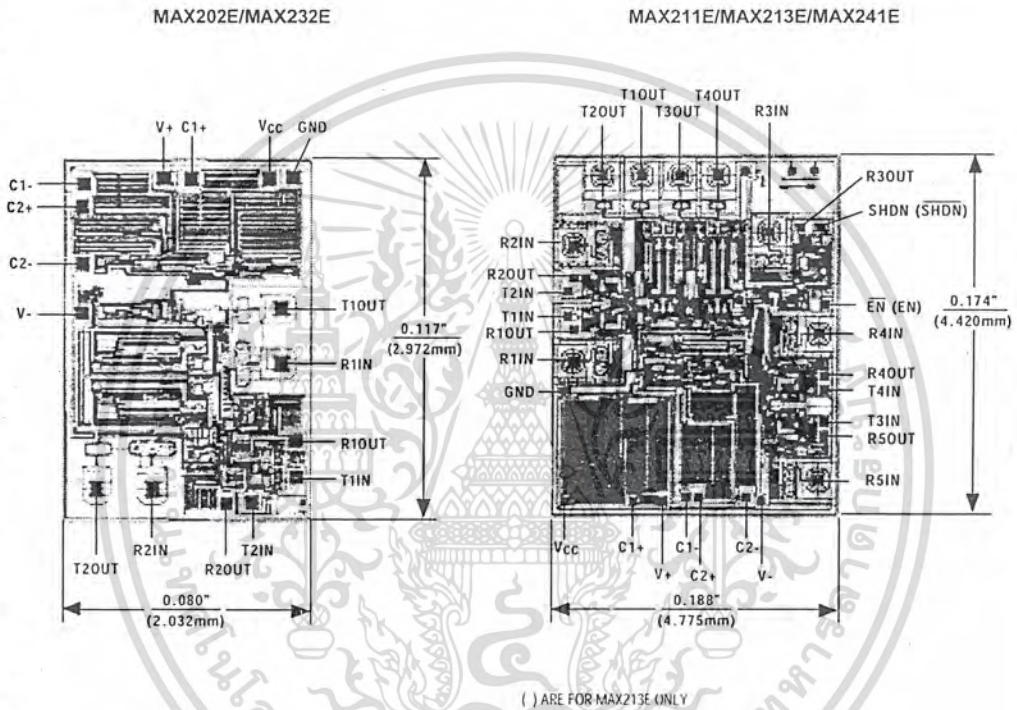 MAX202E/MAX232E
V+ C1+ VCC GND
C1-
C2+
C2-
V-
T1OUT
R1IN
R1OUT
T1IN
T2OUT
R2IN
R2OUT
T2IN
0.117"
(2.972mm)
0.080"
(2.032mm)
MAX211E/MAX213E/MAX241E
T2OUT
T1OUT
T3OUT
T4OUT
R3IN
R3OUT
SHDN (SHDN)
R2IN
R2OUT
T2IN
T1IN
R1OUT
R1IN
GND
EN (EN)
R4IN
R4OUT
T4IN
T3IN
R5OUT
R5IN
VCC
C1+
V+
C1-
C2+
C2-
V-
0.174"
(4.420mm)
0.188"
(4.775mm)
( ) ARE FOR MAX213E ONLY